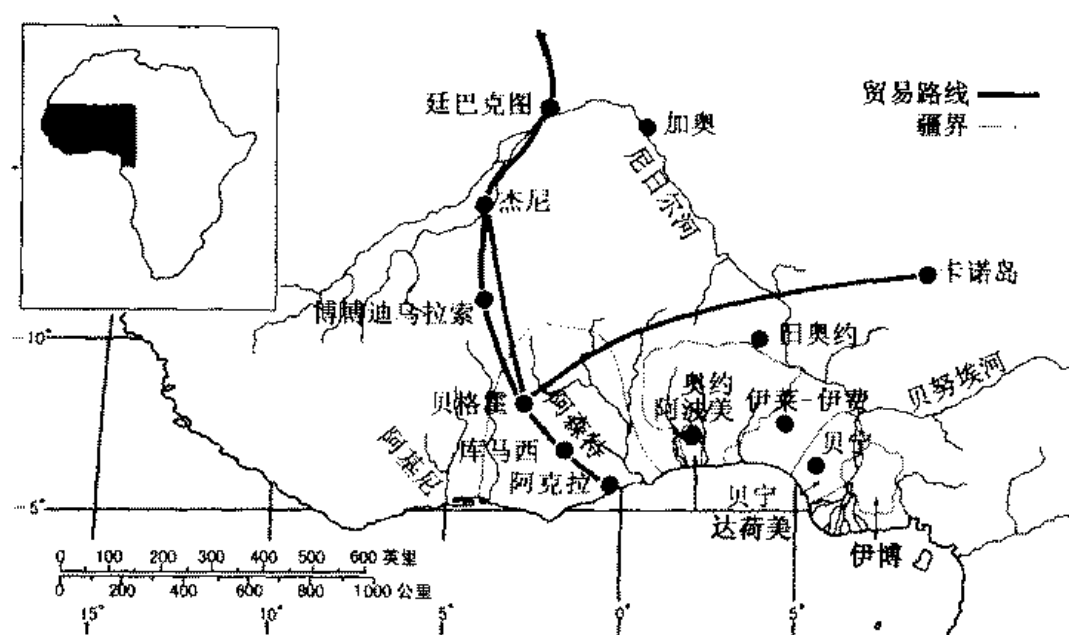 廷巴克图
加奥
贸易路线
疆界
尼日尔河
杰尼
卡诺岛
博博迪乌拉索
10°
旧奥约
贝努埃河
奥约
阿波美
伊莱-伊费
贝格霍
阿森特
贝宁
库马西
阿基尼
阿克拉
5°
贝宁
达荷美
伊博
0 100 200 300 400 500 600 英里
0 200 400 600 800 1000 公里
15° 10° 5° 0° 5°